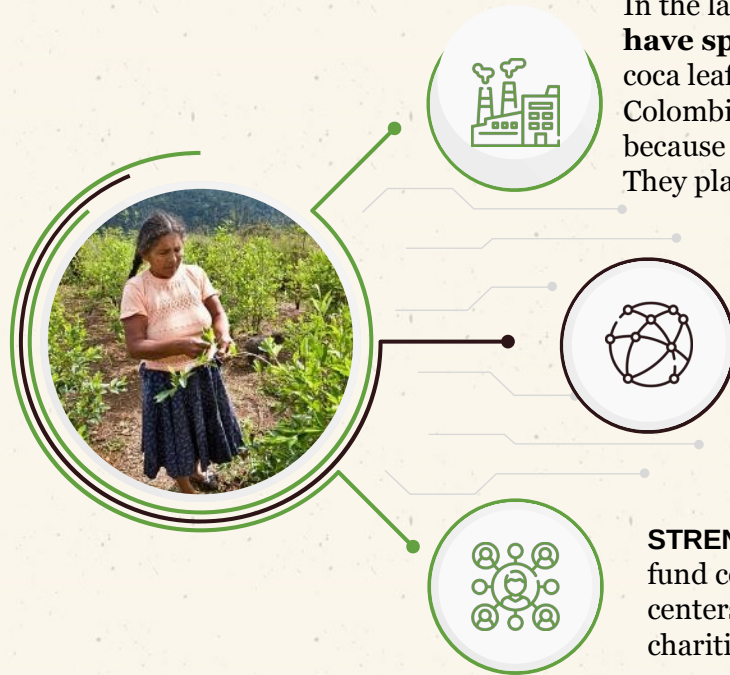 In the la
have sp
coca leaf
Colombi
because
They pla
STREN
fund co
centers
chariti